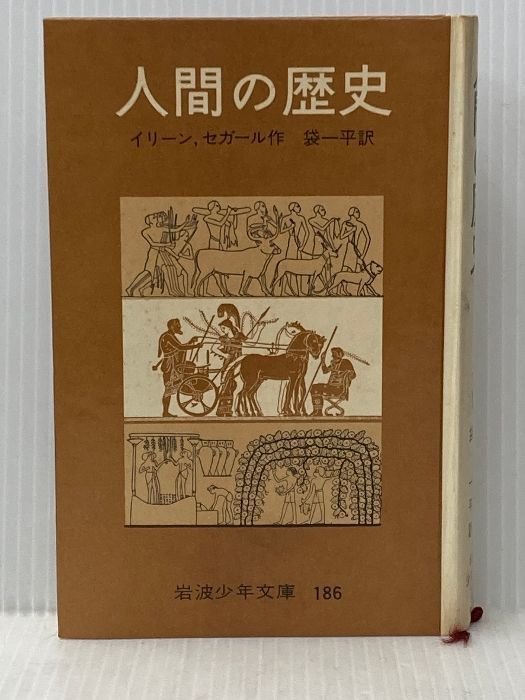 人間の歴史
イリーン,セガール作 袋一平訳
岩波少年文庫 186